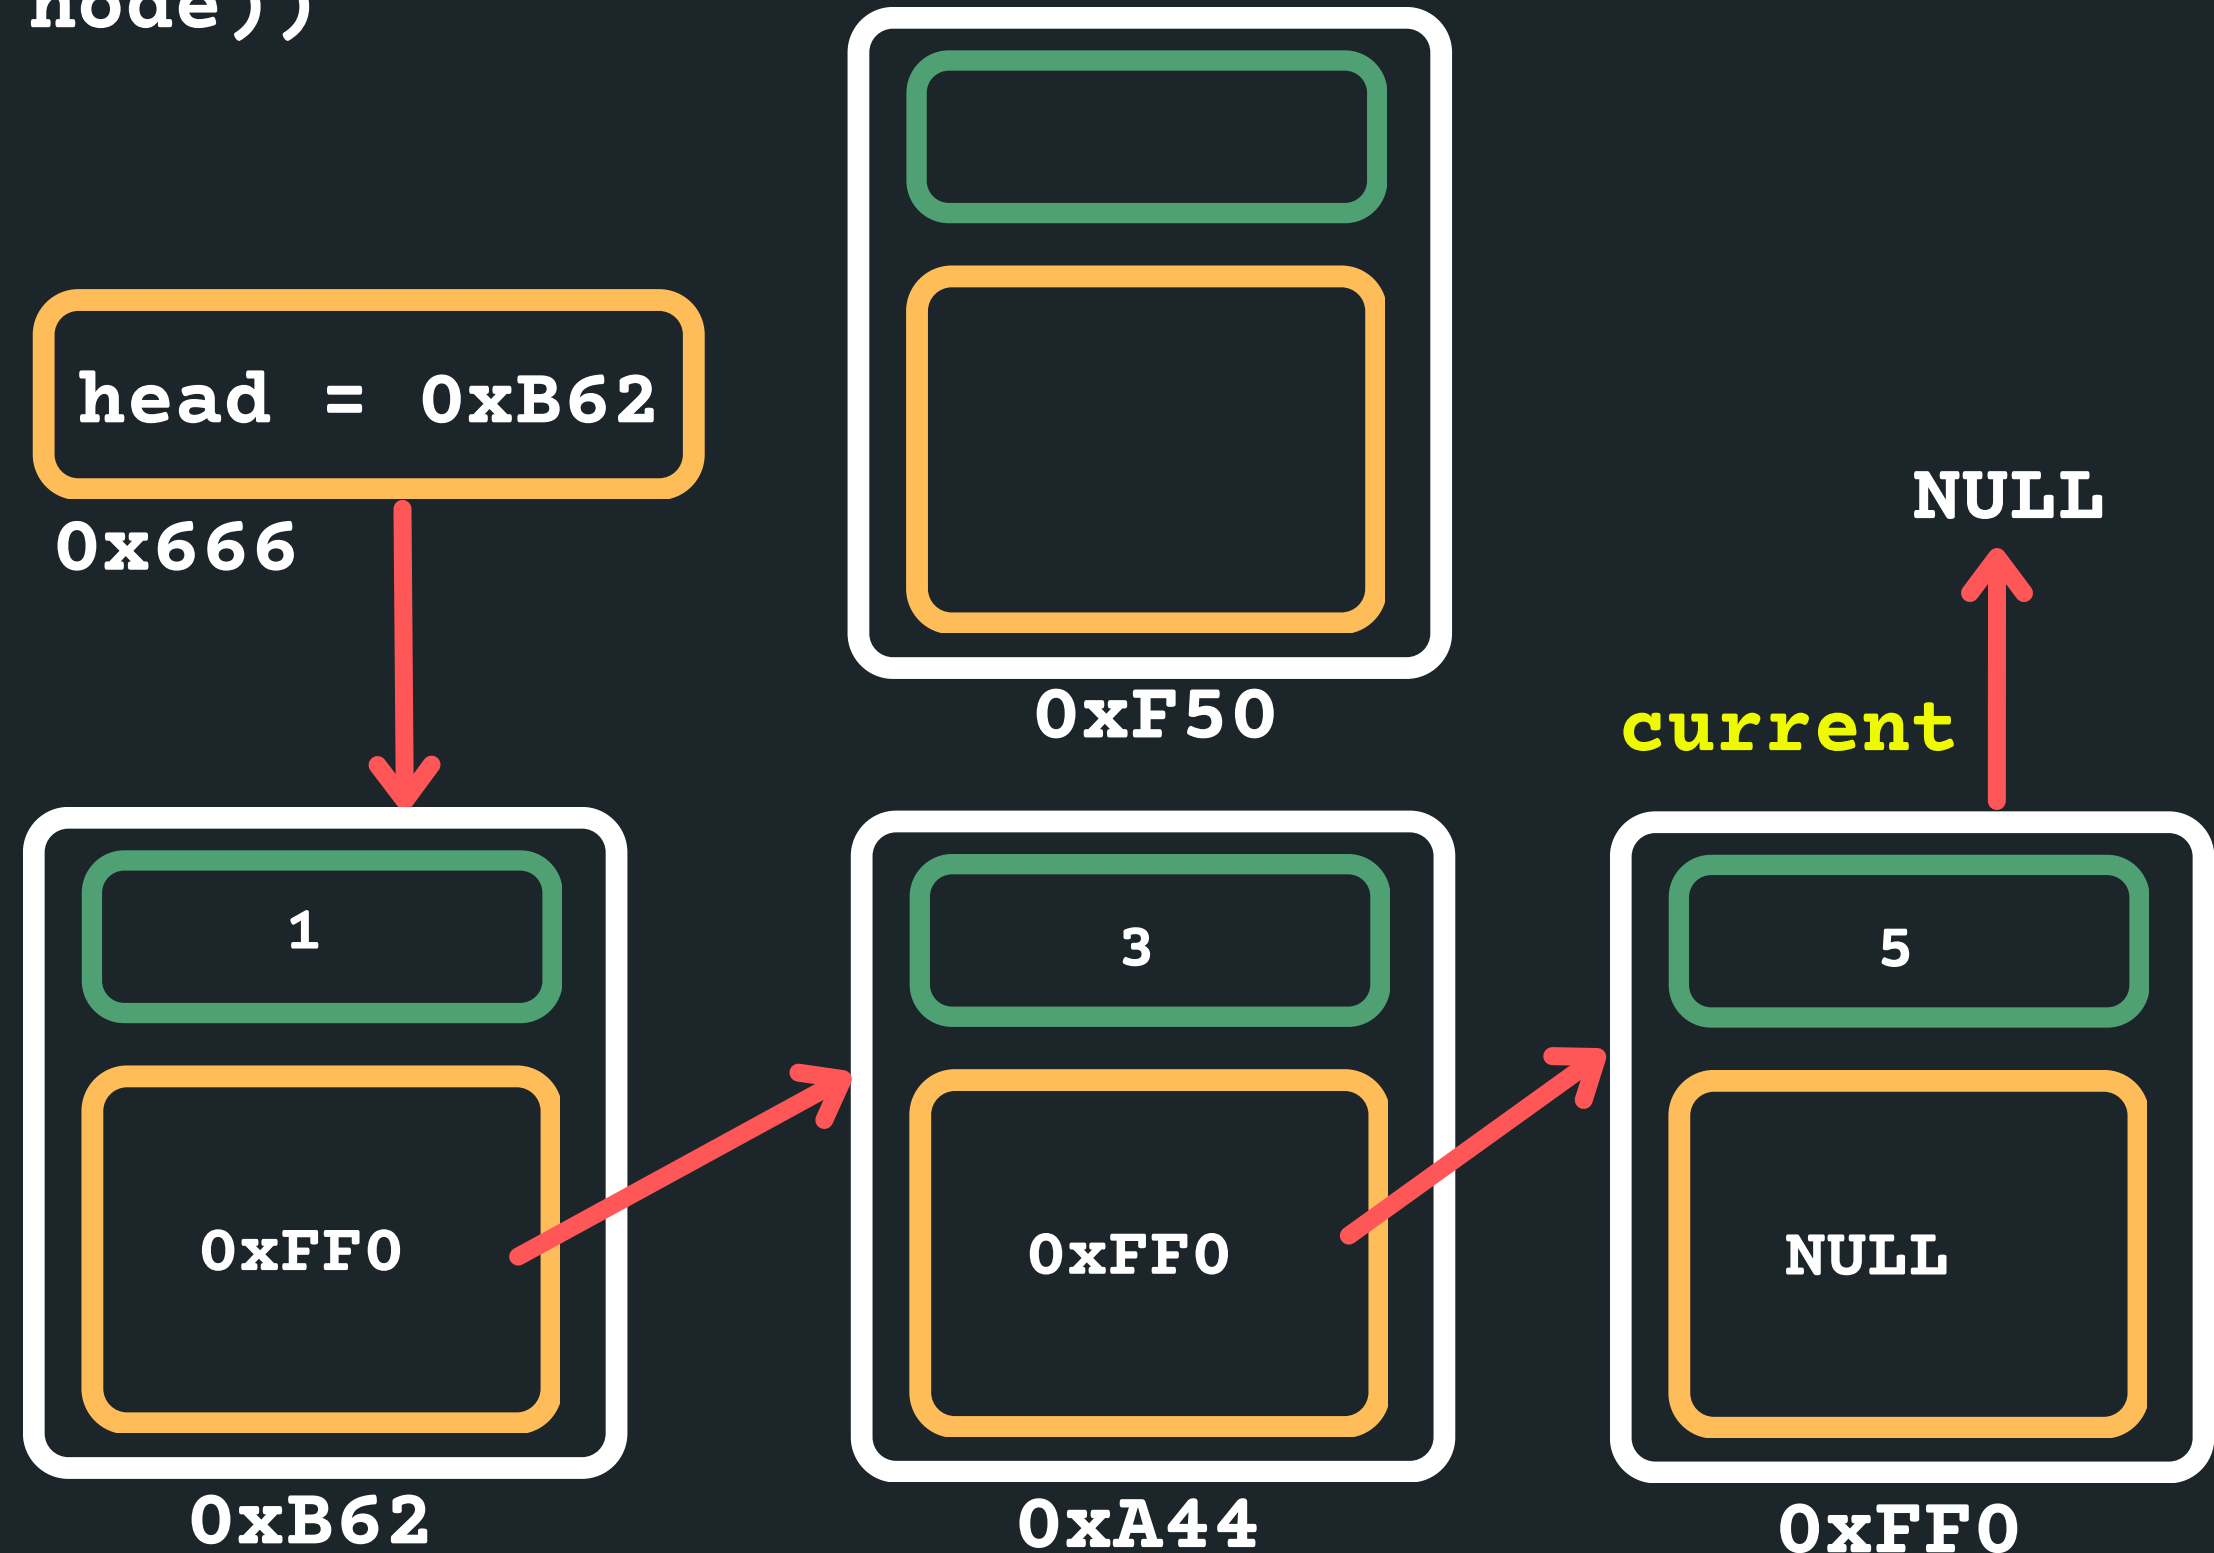 node))
head = 0xB62
0x666
0xF50
NULL
current
1
3
5
0xFF0
0xFF0
NULL
0xB62
0xA44
0xFF0